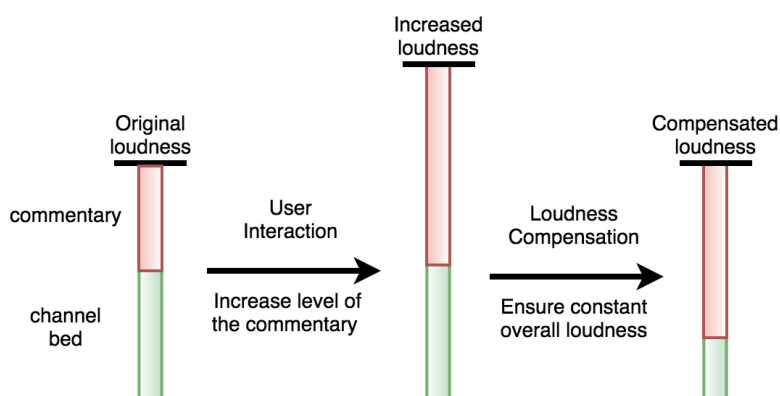 Original
loudness
commentary
channel
bed
User
Interaction
Increase level of
the commentary
Increased
loudness
Loudness
Compensation
Ensure constant
overall loudness
Compensated
loudness